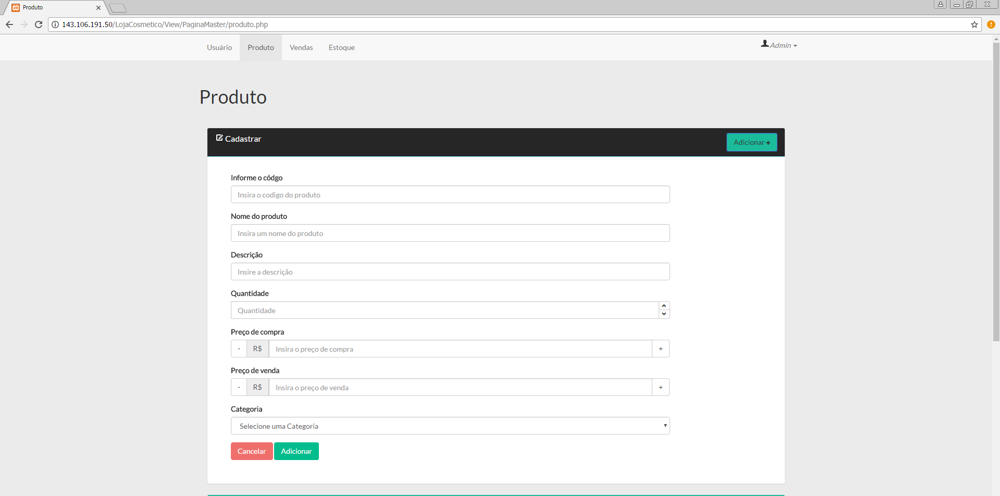 Produto
143.106.191.50/LojaCosmetico/View/PaginaMaster/produto.php
Usuário Produto Vendas Estoque Admin
Produto
Cadastrar Adicionar +
Informe o códgo
Insira o codigo do produto
Nome do produto
Insira um nome do produto
Descrição
Insire a descrição
Quantidade
Quantidade
Preço de compra
- R$ Insira o preço de compra +
Preço de venda
- R$ Insira o preço de venda +
Categoria
Selecione uma Categoria
Cancelar Adicionar